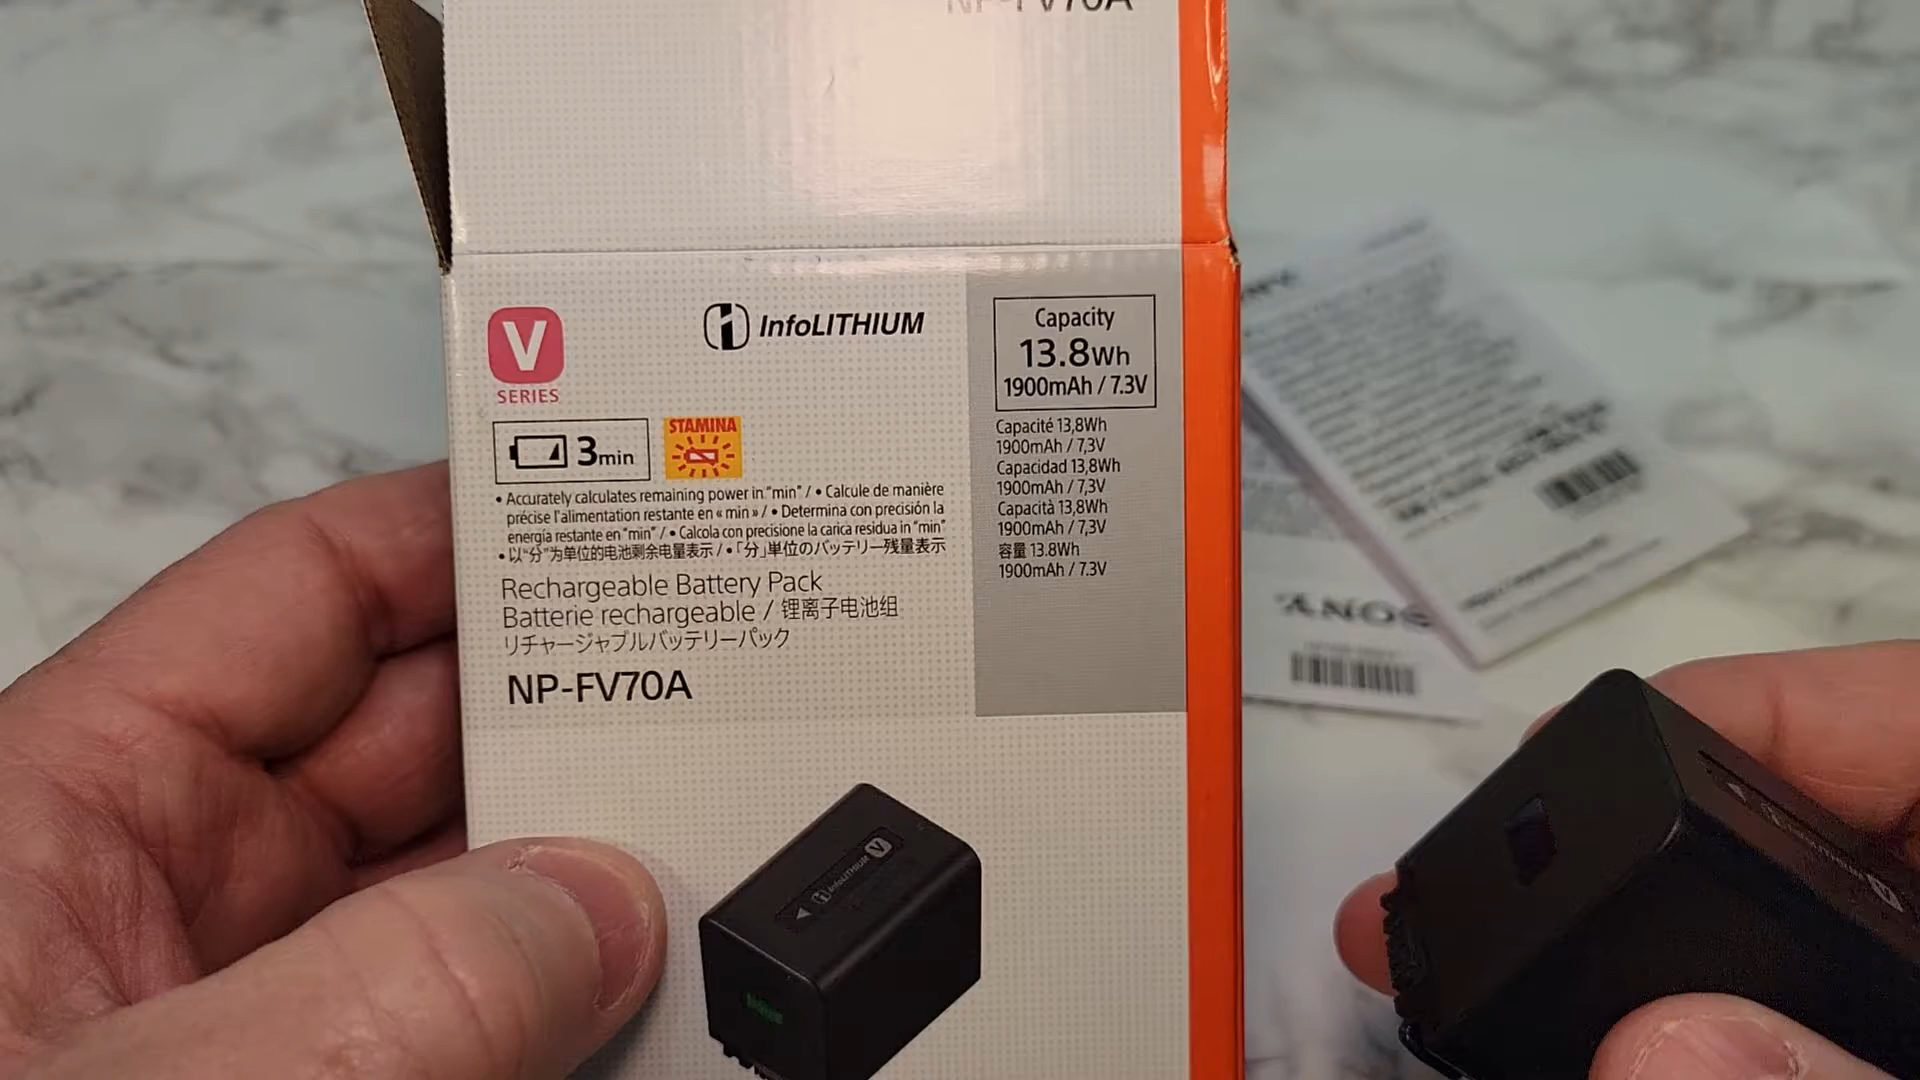 NP-FV70A
V
SERIES
InfoLITHIUM
3min
STAMINA
• Accurately calculates remaining power in "min" / • Calcule de manière
précise l'alimentation restante en « min » / • Determina con precisión la
energía restante en "min" / • Calcola con precisione la carica residua in "min"
• 以"分"为单位的电池剩余电量表示 / • 「分」単位のバッテリー残量表示
Rechargeable Battery Pack
Batterie rechargeable / 锂离子电池组
リチャージャブルバッテリーパック
NP-FV70A
Capacity
13.8Wh
1900mAh / 7.3V
Capacité 13,8Wh
1900mAh / 7,3V
Capacidad 13,8Wh
1900mAh / 7,3V
Capacità 13,8Wh
1900mAh / 7,3V
容量 13.8Wh
1900mAh / 7.3V
InfoLITHIUM V
SONY